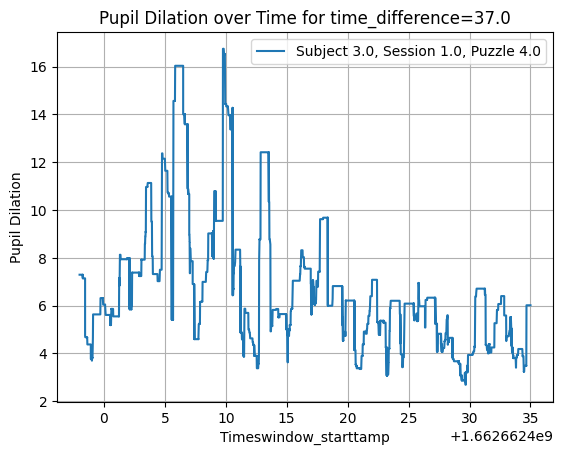 Pupil Dilation over Time for time_difference=37.0
Subject 3.0, Session 1.0, Puzzle 4.0
Pupil Dilation
16
14
12
10
8
6
4
2
0 5 10 15 20 25 30 35
Timeswindow_starttamp
+1.6626624e9